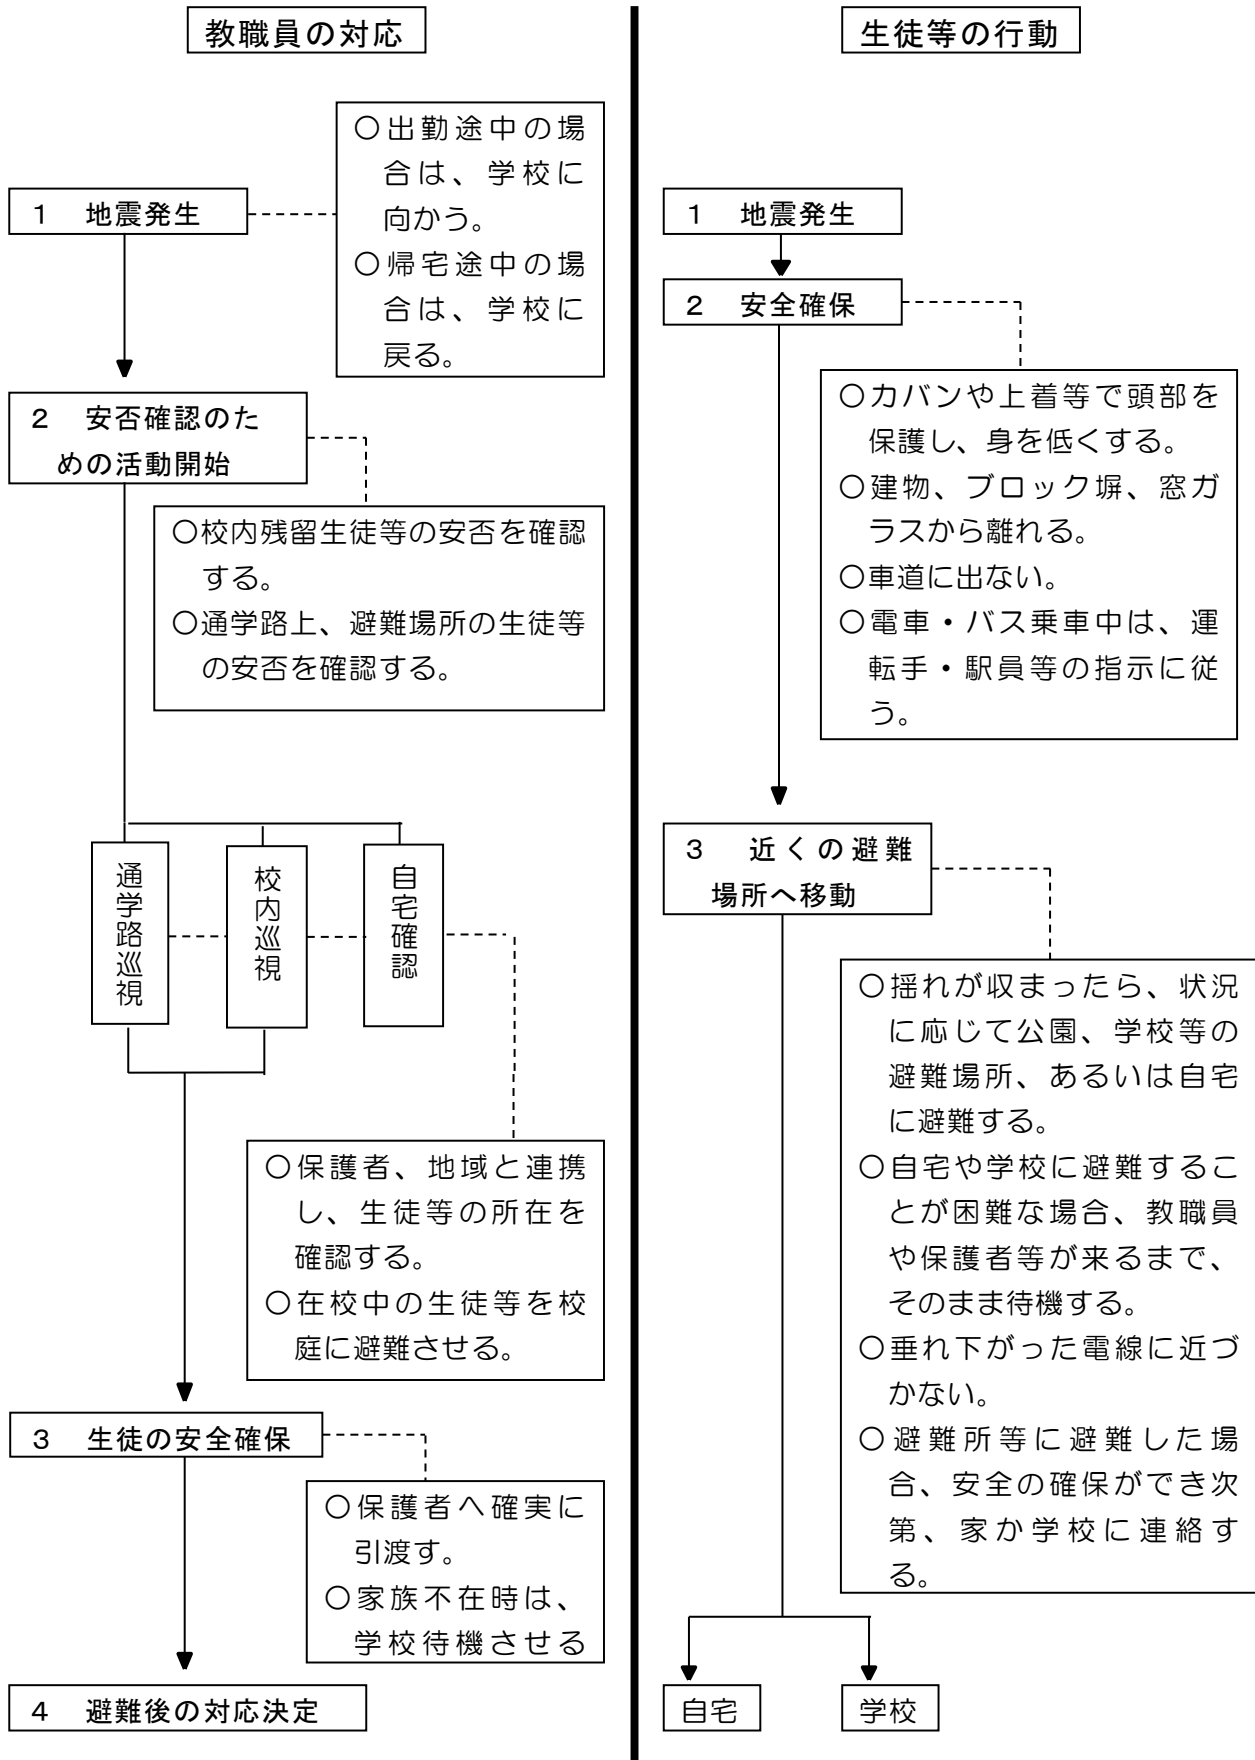 教職員の対応
○出勤途中の場
合は、学校に
向かう。
○帰宅途中の場
合は、学校に
戻る。
1 地震発生
2 安否確認のた
めの活動開始
○校内残留生徒等の安否を確認
する。
○通学路上、避難場所の生徒等
の安否を確認する。
通学路巡視
校内巡視
自宅確認
○保護者、地域と連携
し、生徒等の所在を
確認する。
○在校中の生徒等を校
庭に避難させる。
3 生徒の安全確保
○保護者へ確実に
引渡す。
○家族不在時は、
学校待機させる
4 避難後の対応決定
生徒等の行動
1 地震発生
2 安全確保
○カバンや上着等で頭部を
保護し、身を低くする。
○建物、ブロック塀、窓ガ
ラスから離れる。
○車道に出ない。
○電車・バス乗車中は、運
転手・駅員等の指示に従
う。
3 近くの避難
場所へ移動
○揺れが収まったら、状況
に応じて公園、学校等の
避難場所、あるいは自宅
に避難する。
○自宅や学校に避難するこ
とが困難な場合、教職員
や保護者等が来るまで、
そのまま待機する。
○垂れ下がった電線に近づ
かない。
○避難所等に避難した場
合、安全の確保ができ次
第、家か学校に連絡す
る。
自宅
学校